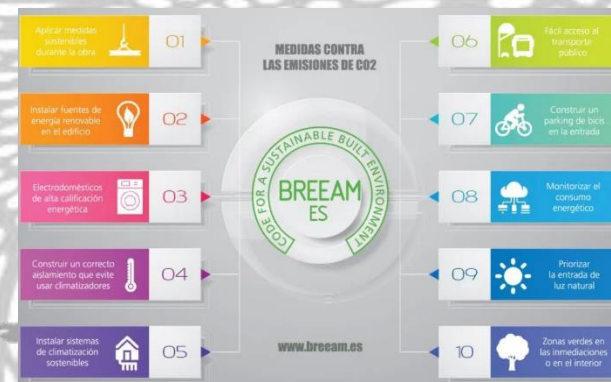 MEDIDAS CONTRA
LAS EMISIONES DE CO2
Aplicar medidas
sostenibles
durante la obra
01
Instalar fuentes de
energía renovable
en el edificio
02
Electrodomésticos
de alta calificación
energética
03
Construir un correcto
aislamiento que evite
usar climatizadores
04
Instalar sistemas
de climatización
sostenibles
05
CODE FOR A SUSTAINABLE BUILT ENVIRONMENT
BREEAM
ES
www.breeam.es
06
Fácil acceso al
transporte
público
07
Construir un
parking de bicis
en la entrada
08
Monitorizar el
consumo
energético
09
Priorizar
la entrada de
luz natural
10
Zonas verdes en
las inmediaciones
o en el interior